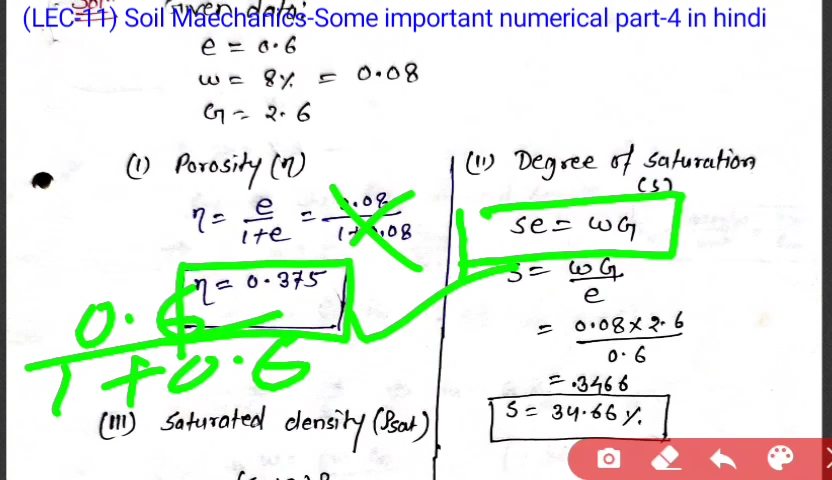 (LEC-11) Soil Maechanics-Some important numerical part-4 in hindi
Given data:
e = 0.6
w = 8% = 0.08
G = 2.6
(I) Porosity (η)
η = e/1+e = 0.08/1+0.08
η = 0.375
0.6/1+0.6
(II) Degree of saturation
(S)
Se = wG
S = wG/e
= 0.08×2.6/0.6
= .3466
S = 34.66%
(III) Saturated density (ρsat)